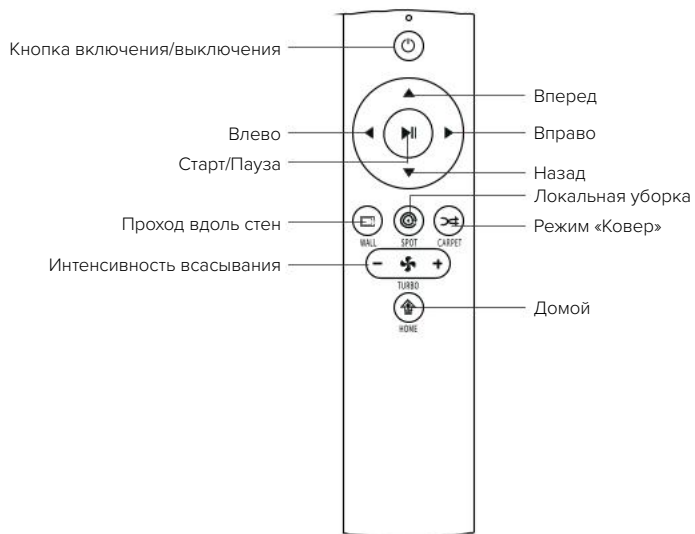 Кнопка включения/выключения
Вперед
Влево
Вправо
Старт/Пауза
Назад
Локальная уборка
Проход вдоль стен
Режим «Ковер»
WALL
SPOT
CARPET
Интенсивность всасывания
TURBO
Домой
HOME